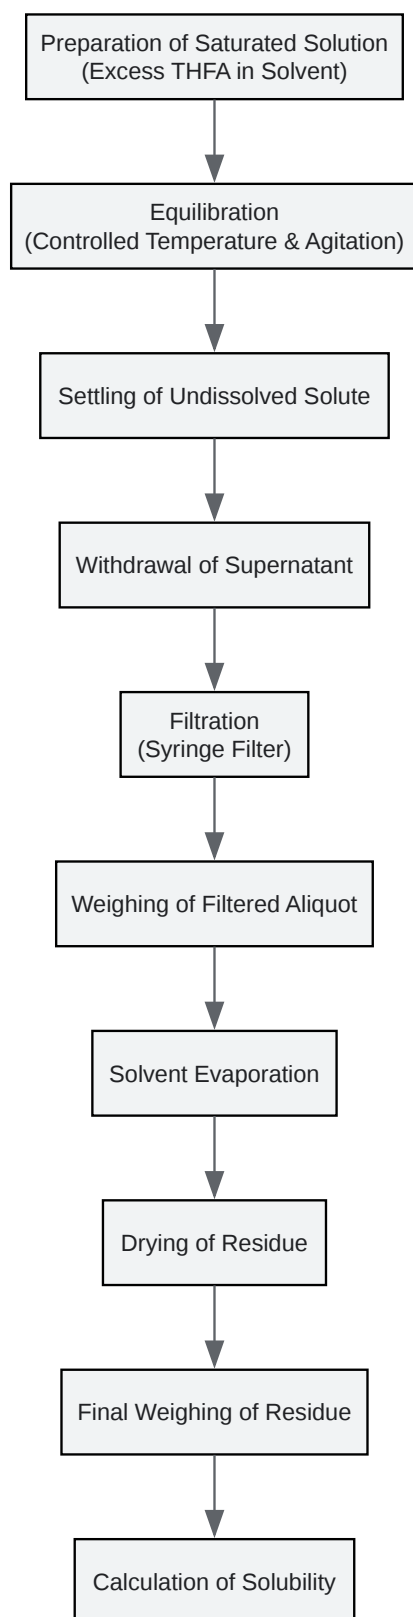 Preparation of Saturated Solution
(Excess THFA in Solvent)
Equilibration
(Controlled Temperature & Agitation)
Settling of Undissolved Solute
Withdrawal of Supernatant
Filtration
(Syringe Filter)
Weighing of Filtered Aliquot
Solvent Evaporation
Drying of Residue
Final Weighing of Residue
Calculation of Solubility